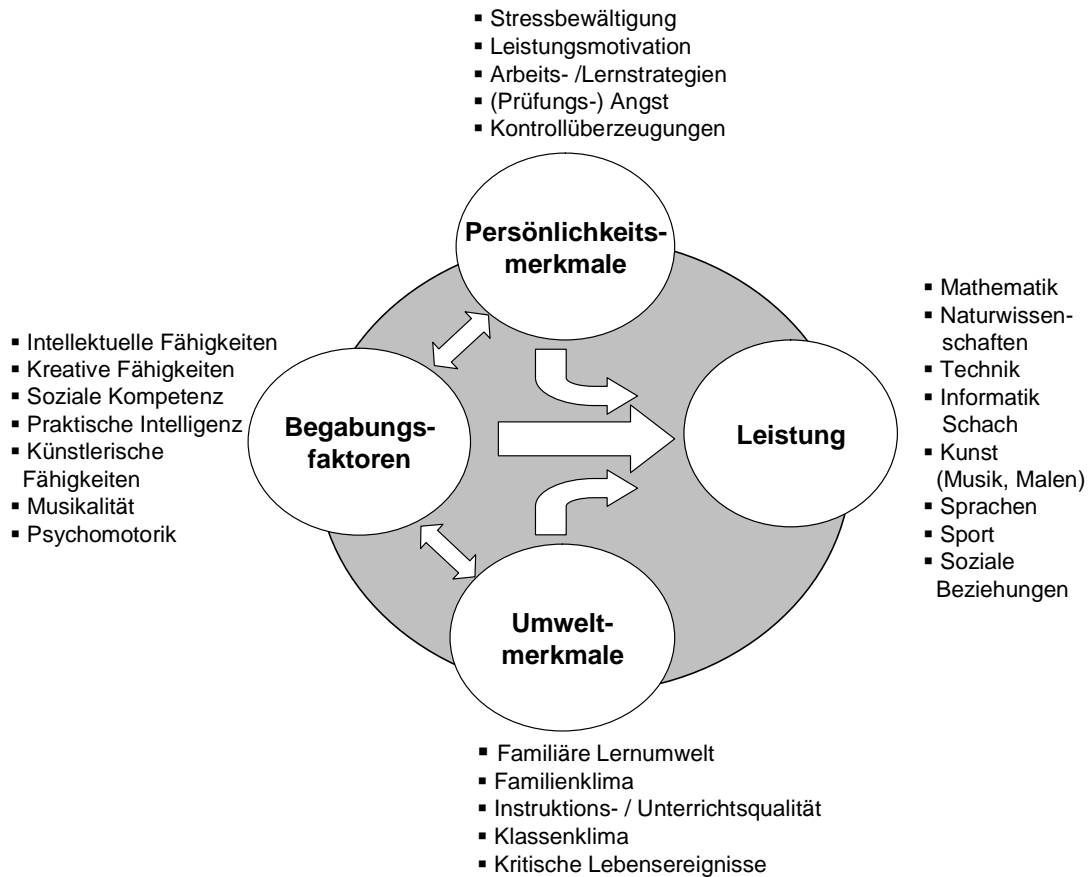 ▪ Stressbewältigung
▪ Leistungsmotivation
▪ Arbeits- /Lernstrategien
▪ (Prüfungs-) Angst
▪ Kontrollüberzeugungen
Persönlichkeits-
merkmale
▪ Intellektuelle Fähigkeiten
▪ Kreative Fähigkeiten
▪ Soziale Kompetenz
▪ Praktische Intelligenz
▪ Künstlerische
Fähigkeiten
▪ Musikalität
▪ Psychomotorik
Begabungs-
faktoren
Leistung
▪ Mathematik
▪ Naturwissen-
schaften
▪ Technik
▪ Informatik
Schach
▪ Kunst
(Musik, Malen)
▪ Sprachen
▪ Sport
▪ Soziale
Beziehungen
Umwelt-
merkmale
▪ Familiäre Lernumwelt
▪ Familienklima
▪ Instruktions- / Unterrichtsqualität
▪ Klassenklima
▪ Kritische Lebensereignisse